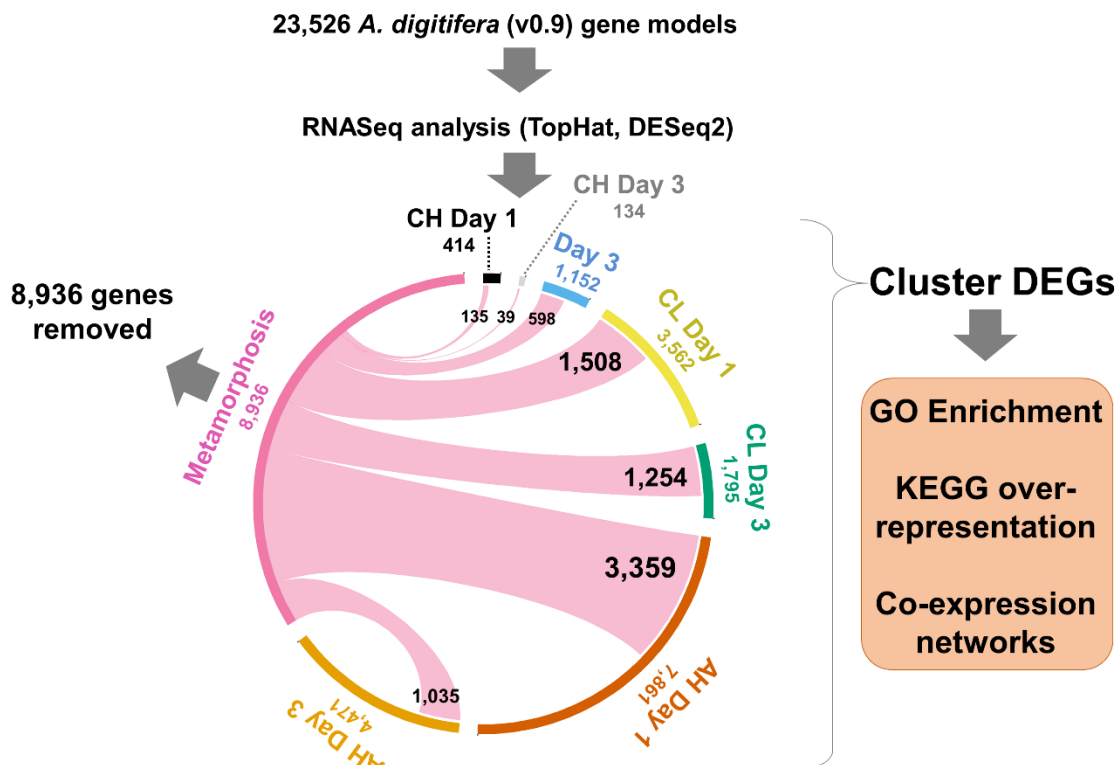 23,526 A. digitifera (v0.9) gene models
RNASeq analysis (TopHat, DESeq2)
CH Day 3
134
CH Day 1
414
Day 3
1,152
8,936 genes
removed
Metamorphosis
8,936
135
39
598
CL Day 1
3,562
1,508
CL Day 3
1,795
1,254
3,359
AH Day 1
7,861
1,035
AH Day 3
4,471
Cluster DEGs
GO Enrichment
KEGG over-
representation
Co-expression
networks